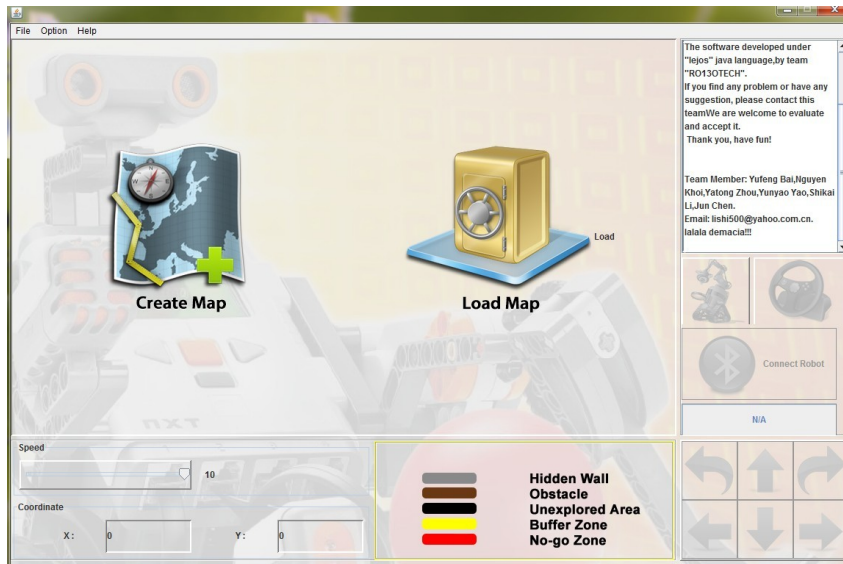 File Option Help
The software developed under
"lejos" java language,by team
"RO13OTECH".
If you find any problem or have any
suggestion, please contact this
teamWe are welcome to evaluate
and accept it.
Thank you, have fun!
Team Member: Yufeng Bai,Nguyen
Khoi,Yatong Zhou,Yunyao Yao,Shikai
Li,Jun Chen.
Email: lishi500@yahoo.com.cn.
lalala demacia!!!
Load
Create Map
Load Map
Connect Robot
N/A
NXT
Speed
10
Coordinate
X : 0
Y : 0
Hidden Wall
Obstacle
Unexplored Area
Buffer Zone
No-go Zone